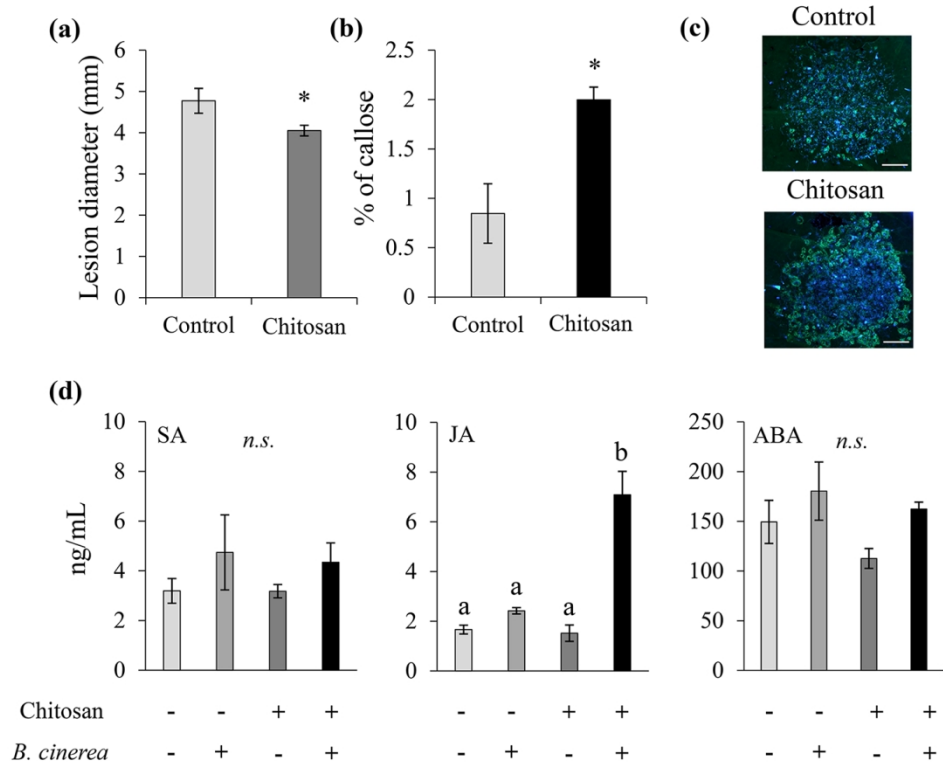 (a)
Lesion diameter (mm)
6
5
4
3
2
1
0
*
Control Chitosan
(b)
% of callose
2.5
2
1.5
1
0.5
0
*
Control Chitosan
(c)
Control
Chitosan
(d)
ng/mL
10
8
6
4
2
0
SA
n.s.
10
8
6
4
2
0
JA
a a a b
250
200
150
100
50
0
ABA
n.s.
Chitosan - - + + - - + + - - + +
B. cinerea - + - + - + - + - + - +